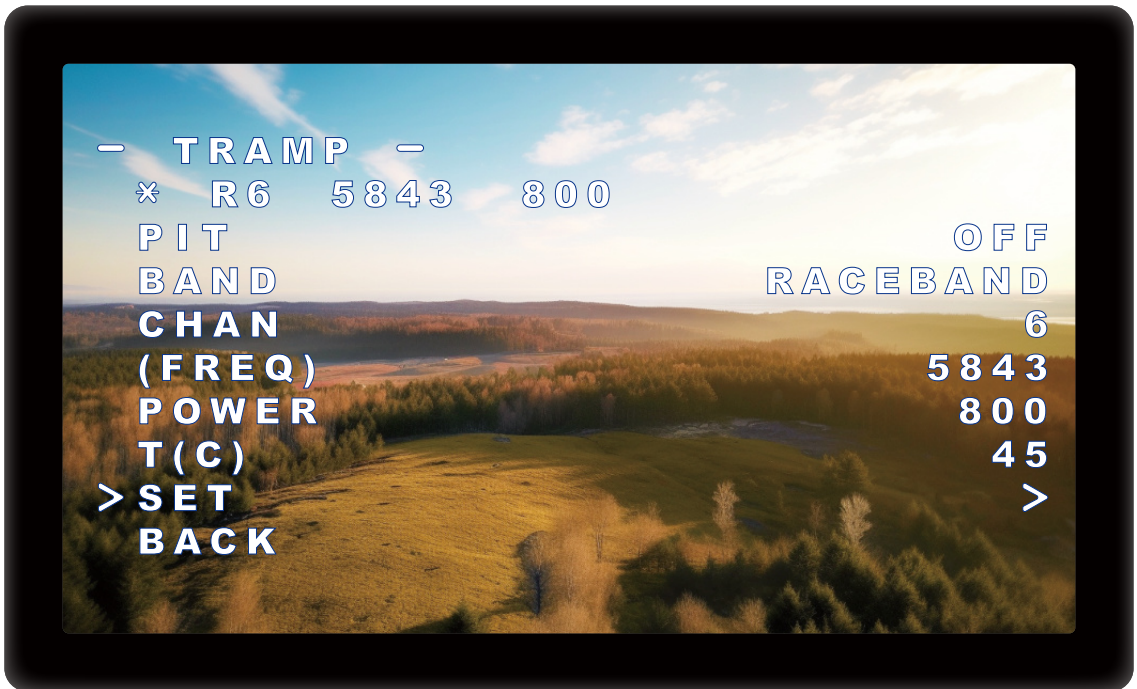 - TRAMP -
* R6 5843 800
PIT OFF
BAND RACEBAND
CHAN 6
(FREQ) 5843
POWER 800
T(C) 45
>SET >
BACK